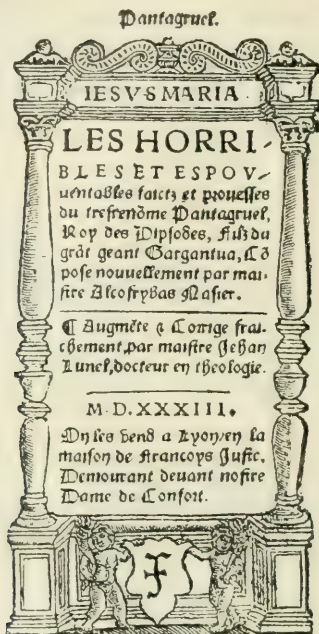 Pantagruel.
IESVS MARIA
LES HORRI-
BLES ET ESPOV-
uentables faictz et prouesses
du tresrenõme Pantagruel,
Roy des Dipsodes, filz du
grãt geant Gargantua, Cõ
pose nouuellement par mai-
stre Alcofrybas Nasier.
¶ Augmẽte & Corrige frai-
chement, par maistre Jehan
Lunel, docteur en theologie.
M.D.XXXIII.
On les vend a Lyon, en la
maison de Francoys Juste,
Demourant deuant nostre
Dame de Confort.
F